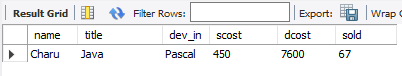 Result Grid Filter Rows: Export: Wrap C
name title dev_in scost dcost sold
Charu Java Pascal 450 7600 67